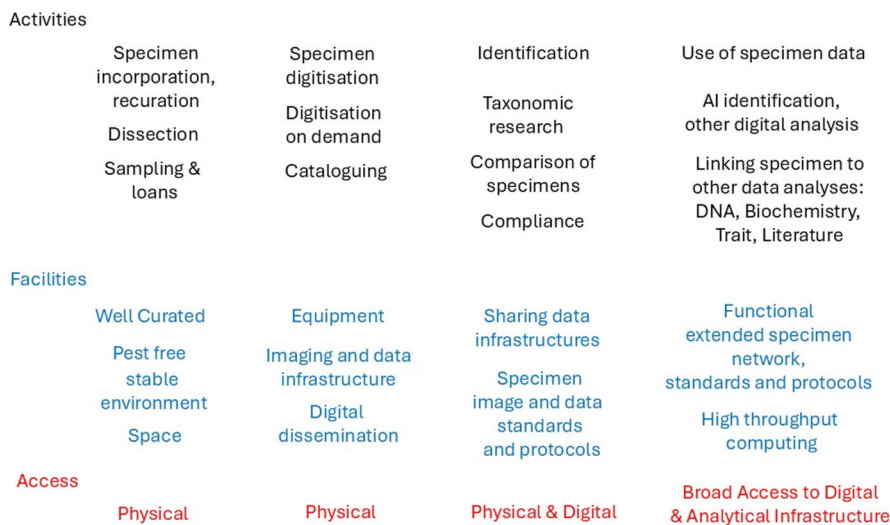 Activities
Specimen
incorporation,
recuration
Dissection
Sampling &
loans
Specimen
digitisation
Digitisation
on demand
Cataloguing
Identification
Taxonomic
research
Comparison of
specimens
Compliance
Use of specimen data
AI identification,
other digital analysis
Linking specimen to
other data analyses:
DNA, Biochemistry,
Trait, Literature
Facilities
Well Curated
Pest free
stable
environment
Space
Equipment
Imaging and data
infrastructure
Digital
dissemination
Sharing data
infrastructures
Specimen
image and data
standards
and protocols
Functional
extended specimen
network,
standards and protocols
High throughput
computing
Access
Physical
Physical
Physical & Digital
Broad Access to Digital
& Analytical Infrastructure